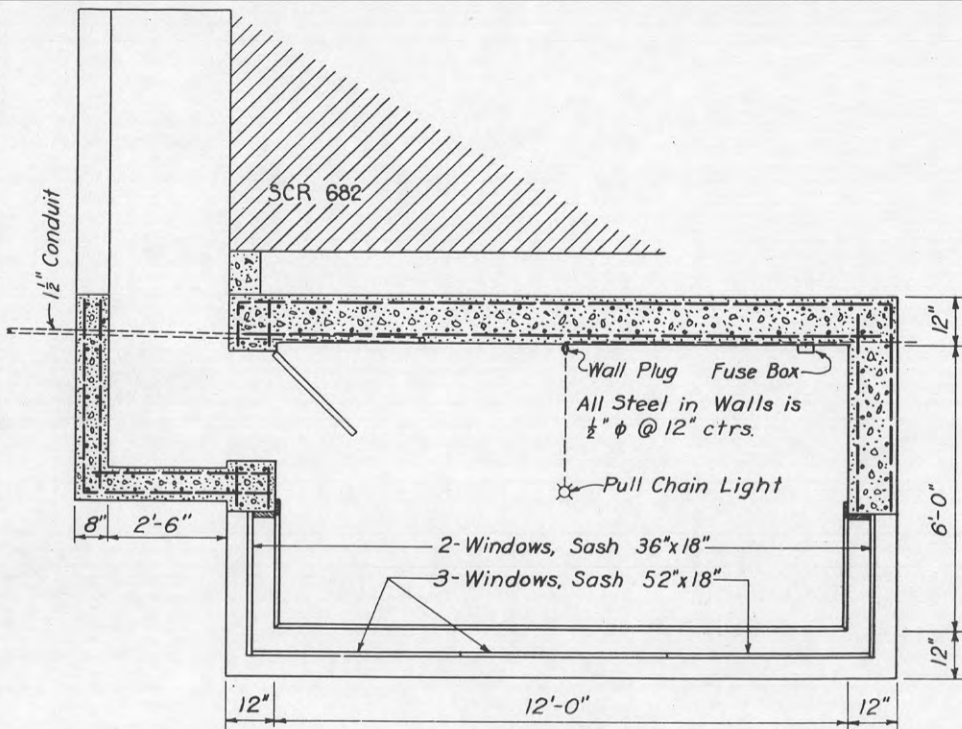 SCR 682
1½" Conduit
12"
Wall Plug
Fuse Box
All Steel in Walls is
½" φ @ 12" ctrs.
Pull Chain Light
6'-0"
8"
2'-6"
2-Windows, Sash 36"x18"
3-Windows, Sash 52"x18"
12"
12"
12'-0"
12"